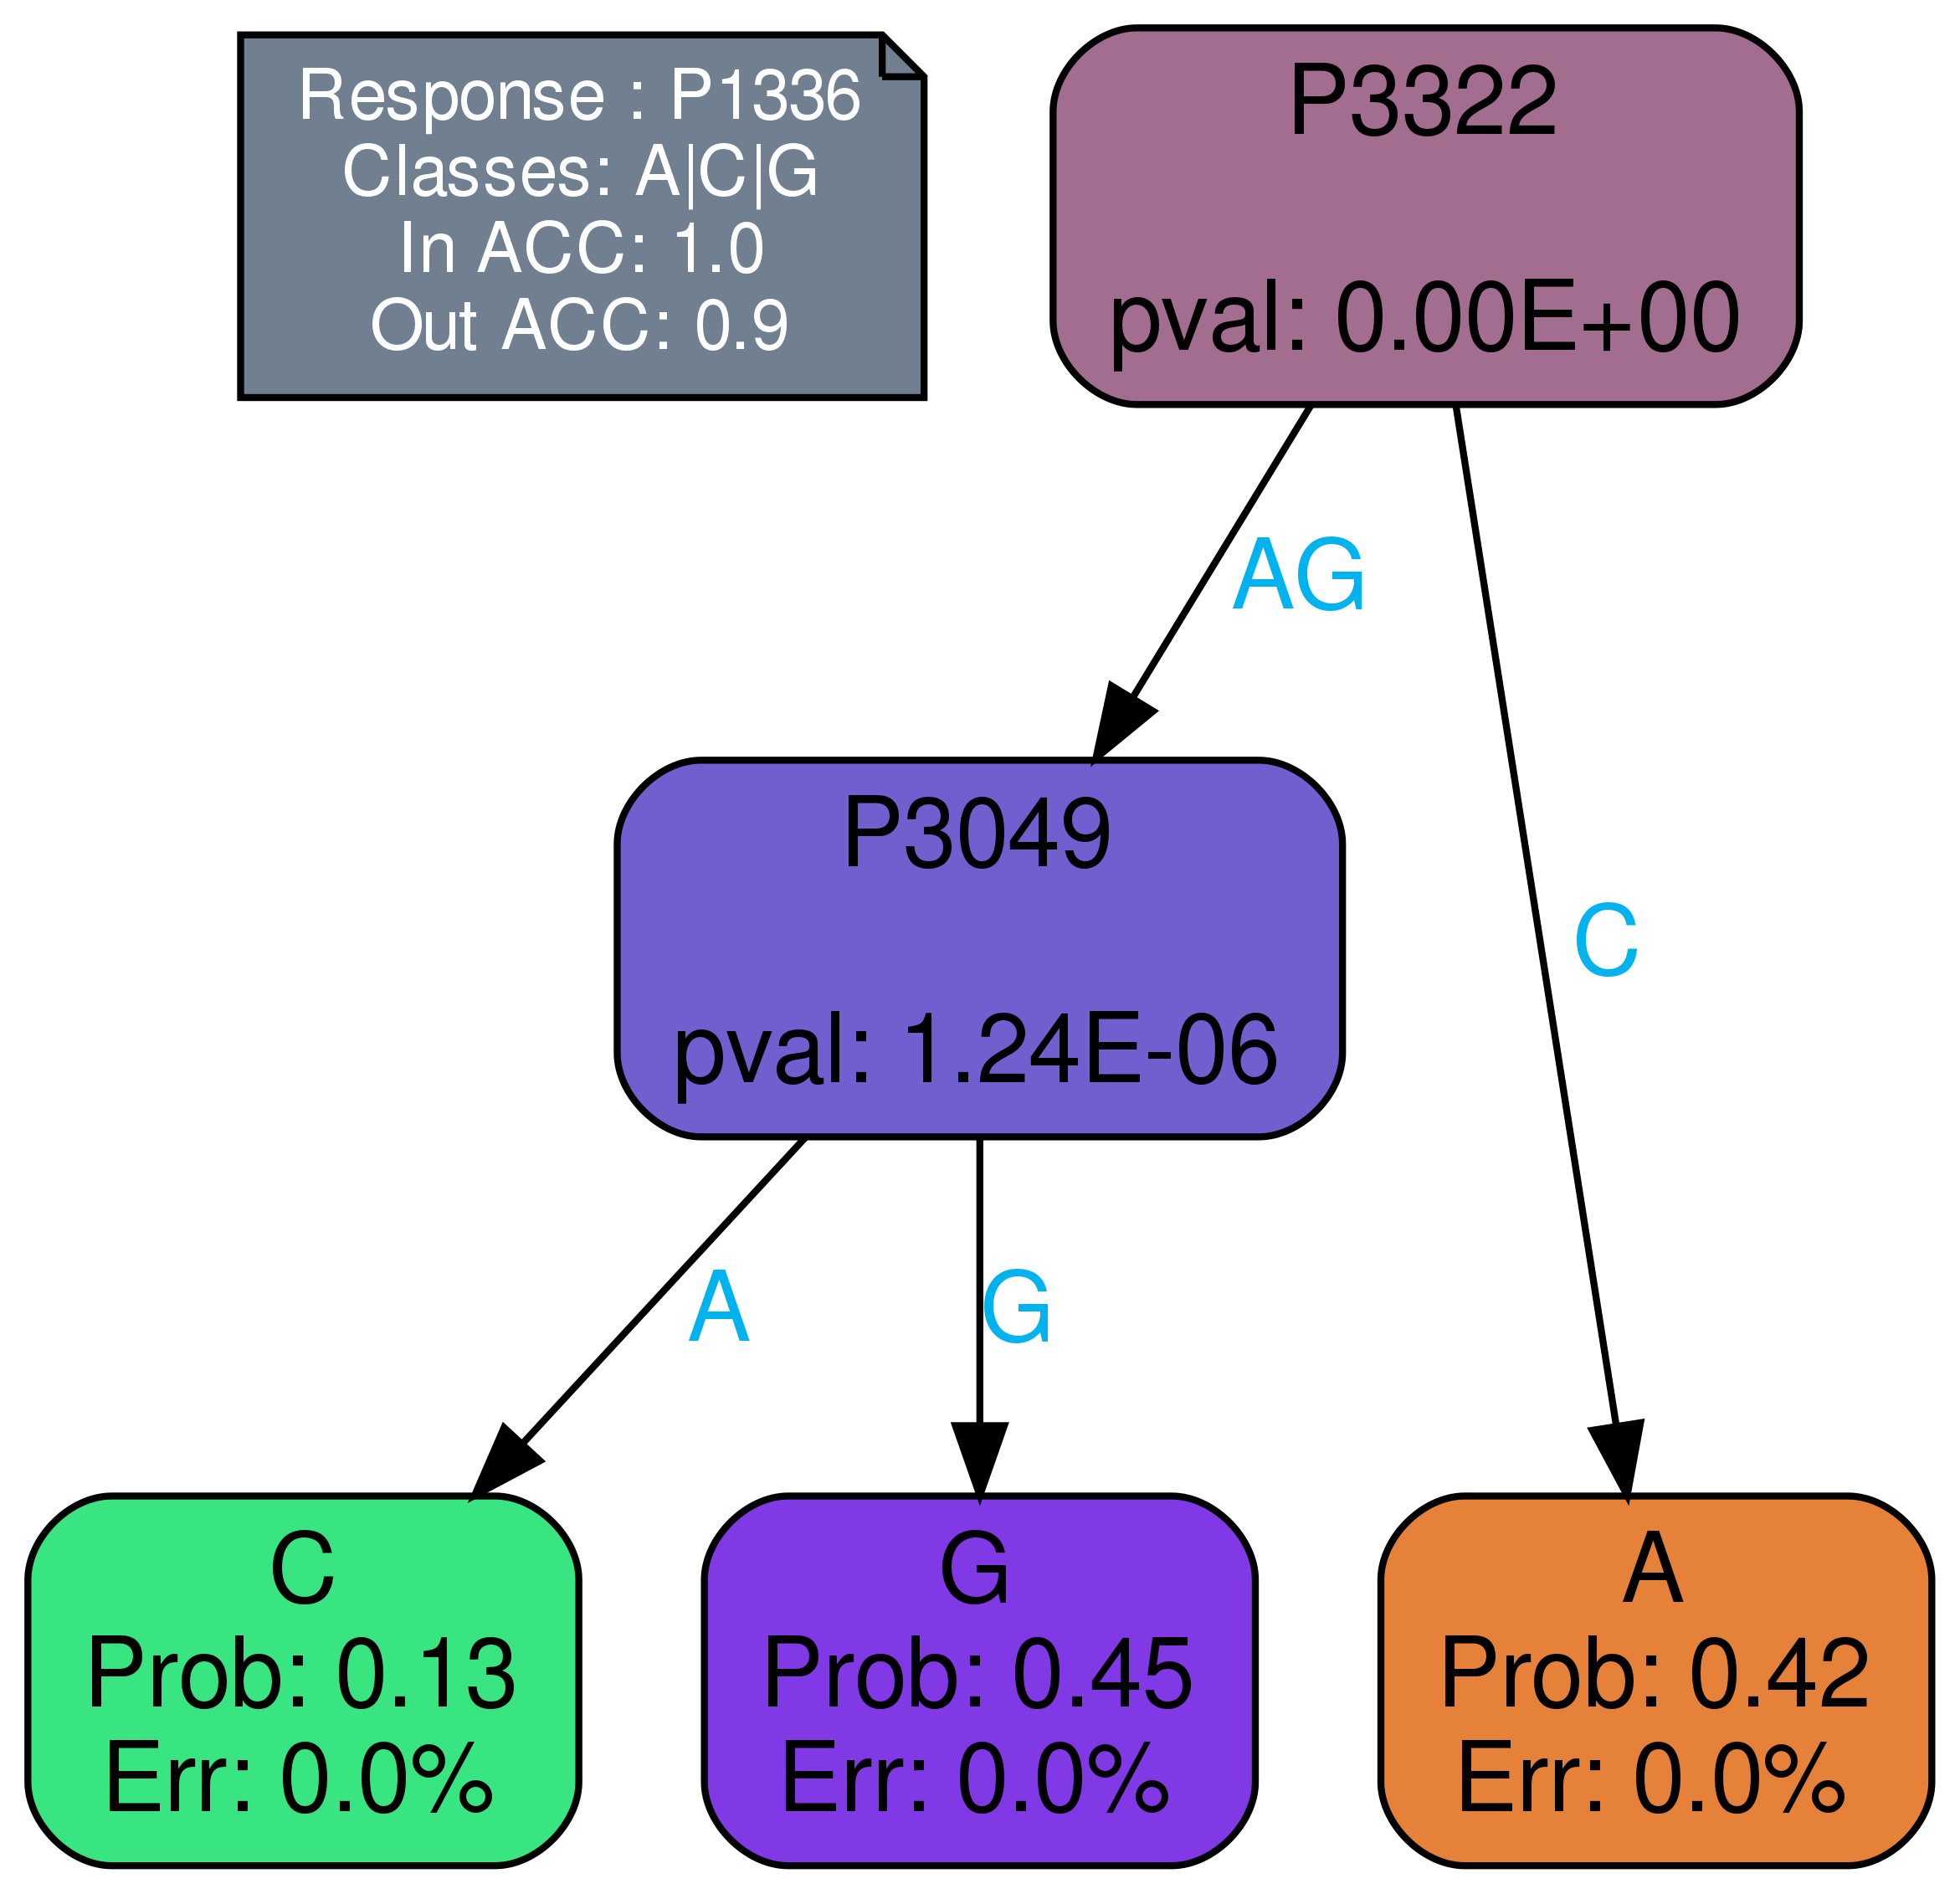 Response : P1336
Classes: A|C|G
In ACC: 1.0
Out ACC: 0.9
P3322
pval: 0.00E+00
AG
C
P3049
pval: 1.24E-06
A
G
C
Prob: 0.13
Err: 0.0%
G
Prob: 0.45
Err: 0.0%
A
Prob: 0.42
Err: 0.0%